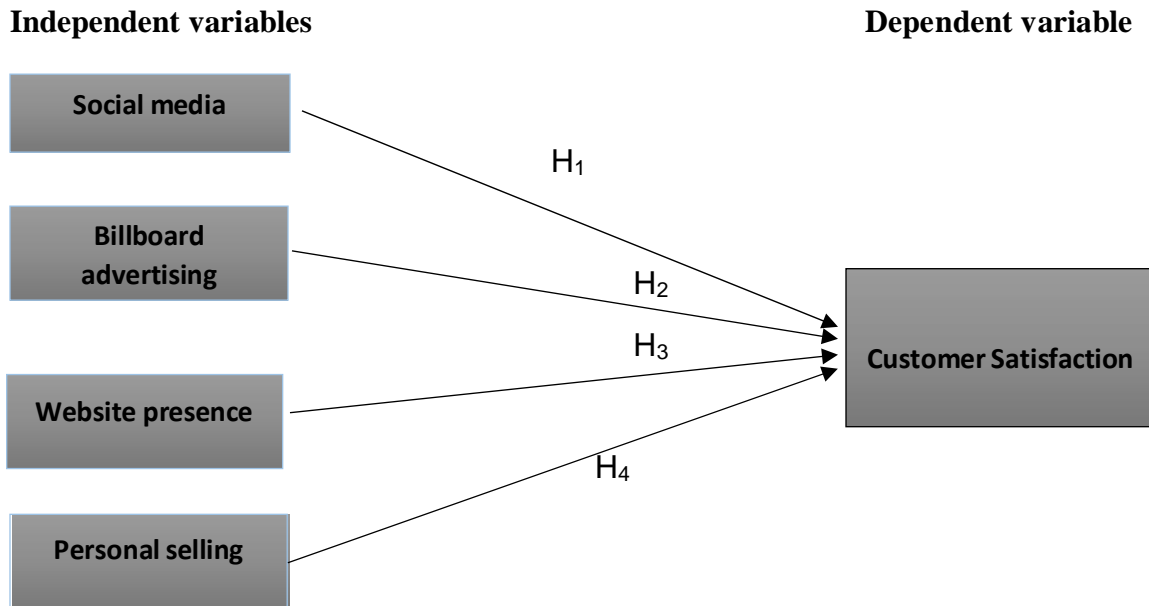 Independent variables
Dependent variable
Social media
H₁
Billboard
advertising
H₂
H₃
Customer Satisfaction
Website presence
H₄
Personal selling